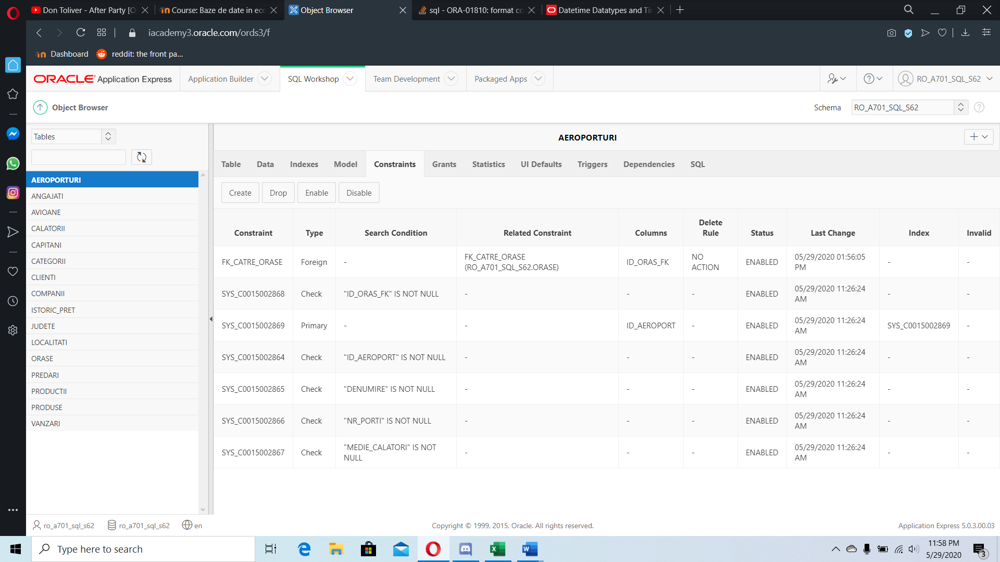 Don Toliver - After Party [O
Course: Baze de date in eco
Object Browser
sql - ORA-01810: format co
Datetime Datatypes and Ti
iacademy3.oracle.com/ords3/f
Dashboard
reddit: the front pa...
ORACLE Application Express
Application Builder
SQL Workshop
Team Development
Packaged Apps
RO_A701_SQL_S62
Object Browser
Schema
RO_A701_SQL_S62
Tables
AEROPORTURI
ANGAJATI
AVIOANE
CALATORII
CAPITANI
CATEGORII
CLIENTI
COMPANII
ISTORIC_PRET
JUDETE
LOCALITATI
ORASE
PREDARI
PRODUCTII
PRODUSE
VANZARI
AEROPORTURI
Table Data Indexes Model Constraints Grants Statistics UI Defaults Triggers Dependencies SQL
Create Drop Enable Disable
Constraint Type Search Condition Related Constraint Columns Delete Rule Status Last Change Index Invalid
FK_CATRE_ORASE Foreign - FK_CATRE_ORASE (RO_A701_SQL_S62.ORASE) ID_ORAS_FK NO ACTION ENABLED 05/29/2020 01:56:05 PM - -
SYS_C0015002868 Check "ID_ORAS_FK" IS NOT NULL - - - ENABLED 05/29/2020 11:26:24 AM - -
SYS_C0015002869 Primary - - ID_AEROPORT - ENABLED 05/29/2020 11:26:24 AM SYS_C0015002869 -
SYS_C0015002864 Check "ID_AEROPORT" IS NOT NULL - - - ENABLED 05/29/2020 11:26:24 AM - -
SYS_C0015002865 Check "DENUMIRE" IS NOT NULL - - - ENABLED 05/29/2020 11:26:24 AM - -
SYS_C0015002866 Check "NR_PORTI" IS NOT NULL - - - ENABLED 05/29/2020 11:26:24 AM - -
SYS_C0015002867 Check "MEDIE_CALATORI" IS NOT NULL - - - ENABLED 05/29/2020 11:26:24 AM - -
ro_a701_sql_s62
ro_a701_sql_s62
en
Copyright © 1999, 2015, Oracle. All rights reserved.
Application Express 5.0.3.00.03
Type here to search
11:58 PM
5/29/2020
3